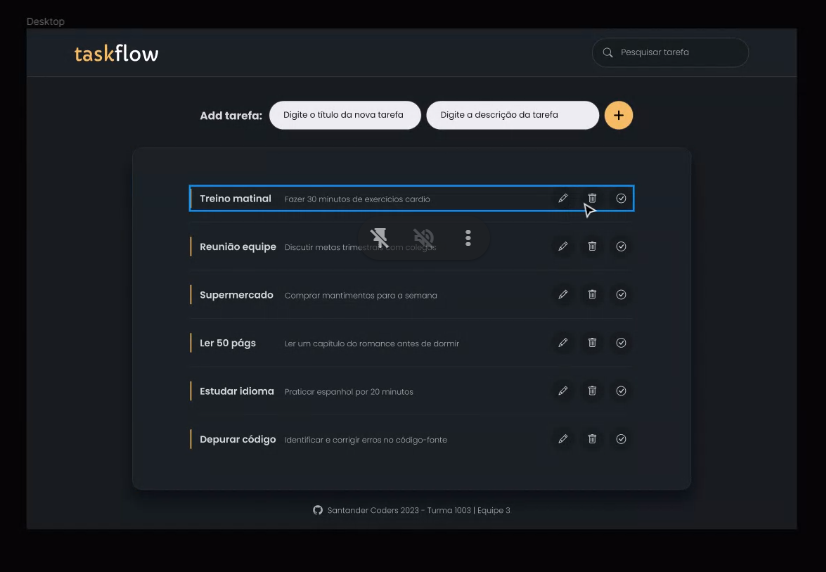 Desktop
taskflow
Pesquisar tarefa
Add tarefa: Digite o título da nova tarefa Digite a descrição da tarefa +
Treino matinal Fazer 30 minutos de exercicios cardio
Reunião equipe Discutir metas trimestrais com colegas
Supermercado Comprar mantimentos para a semana
Ler 50 págs Ler um capítulo do romance antes de dormir
Estudar idioma Praticar espanhol por 20 minutos
Depurar código Identificar e corrigir erros no código-fonte
Santander Coders 2023 - Turma 1003 | Equipe 3